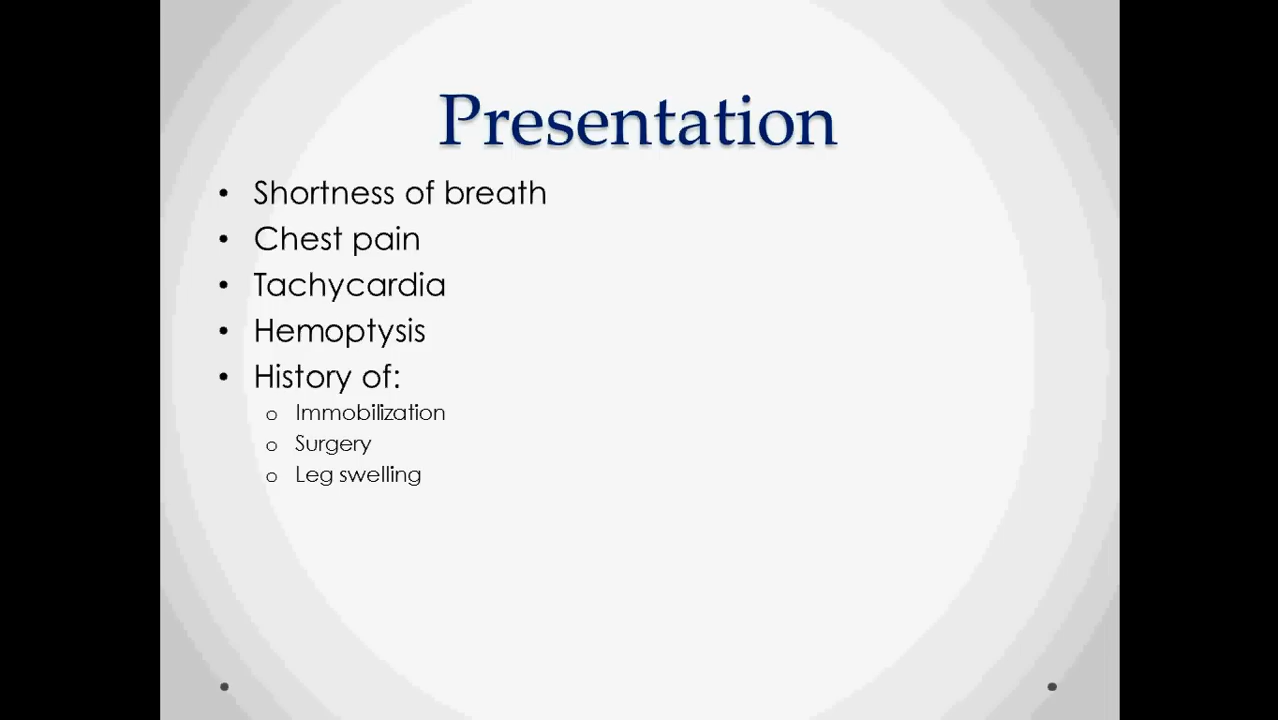 Presentation
• Shortness of breath
• Chest pain
• Tachycardia
• Hemoptysis
• History of:
o Immobilization
o Surgery
o Leg swelling